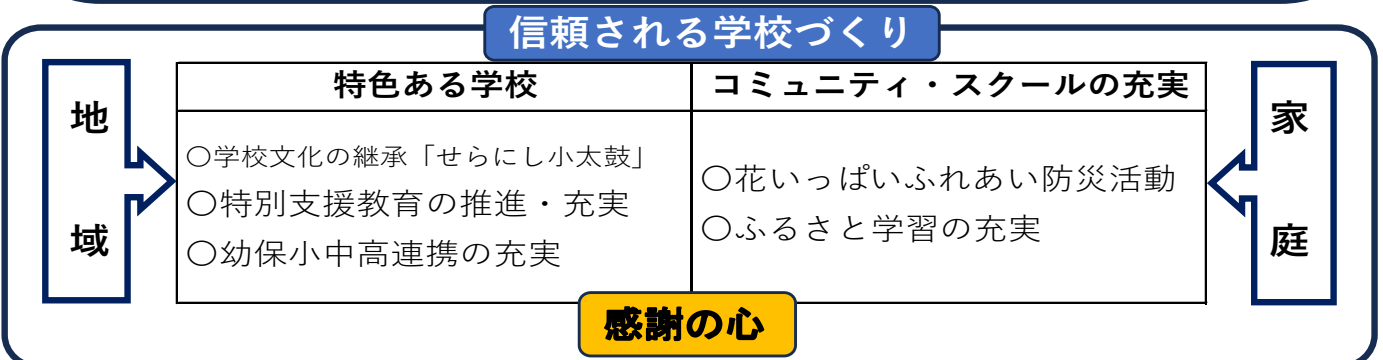 信頼される学校づくり
地域
特色ある学校
○学校文化の継承「せらにし小太鼓」
○特別支援教育の推進・充実
○幼保小中高連携の充実
コミュニティ・スクールの充実
○花いっぱいふれあい防災活動
○ふるさと学習の充実
家庭
感謝の心